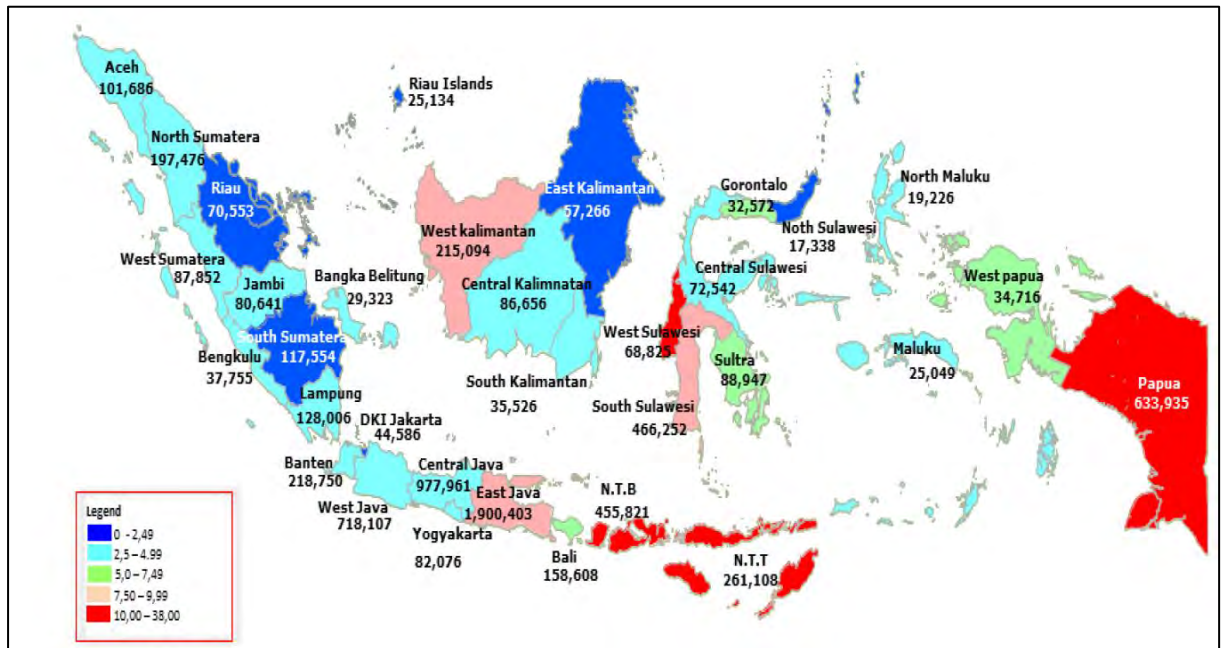 Aceh
101,686
North Sumatera
197,476
Riau
70,553
Riau Islands
25,134
West Sumatera
87,852
Jambi
80,641
Bangka Belitung
29,323
South Sumatera
117,554
Bengkulu
37,755
Lampung
128,006
DKI Jakarta
44,586
Banten
218,750
West Java
718,107
Central Java
977,961
Yogyakarta
82,076
East Java
1,900,403
Bali
158,608
N.T.B
455,821
N.T.T
261,108
West kalimantan
215,094
Central Kalimnatan
86,656
South Kalimantan
35,526
East Kalimantan
57,266
Gorontalo
32,572
Noth Sulawesi
17,338
Central Sulawesi
72,542
West Sulawesi
68,825
South Sulawesi
466,252
Sultra
88,947
North Maluku
19,226
Maluku
25,049
West papua
34,716
Papua
633,935
Legend
0 - 2,49
2,5 – 4.99
5,0 – 7,49
7,50 – 9,99
10,00 – 38,00